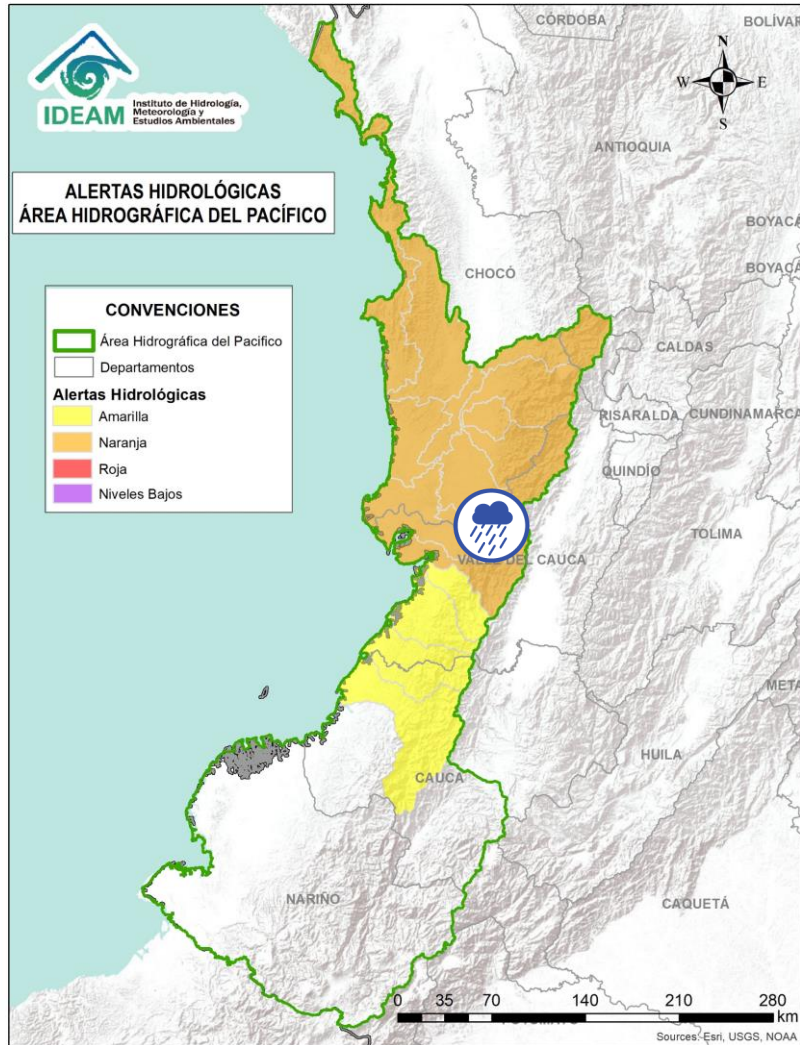 CÓRDOBA
BOLÍVAR
IDEAM
Instituto de Hidrología,
Meteorología y
Estudios Ambientales
N
W
E
S
ANTIOQUIA
ALERTAS HIDROLÓGICAS
ÁREA HIDROGRÁFICA DEL PACÍFICO
BOYACÁ
BOYACÁ
CHOCÓ
CONVENCIONES
Área Hidrográfica del Pacifico
Departamentos
Alertas Hidrológicas
Amarilla
Naranja
Roja
Niveles Bajos
CALDAS
RISARALDA
CUNDINAMARCA
QUINDÍO
TOLIMA
DEL CAUCA
META
HUILA
CAUCA
NARIÑO
CAQUETÁ
0 35 70 140 210 280
km
Sources: Esri, USGS, NOAA